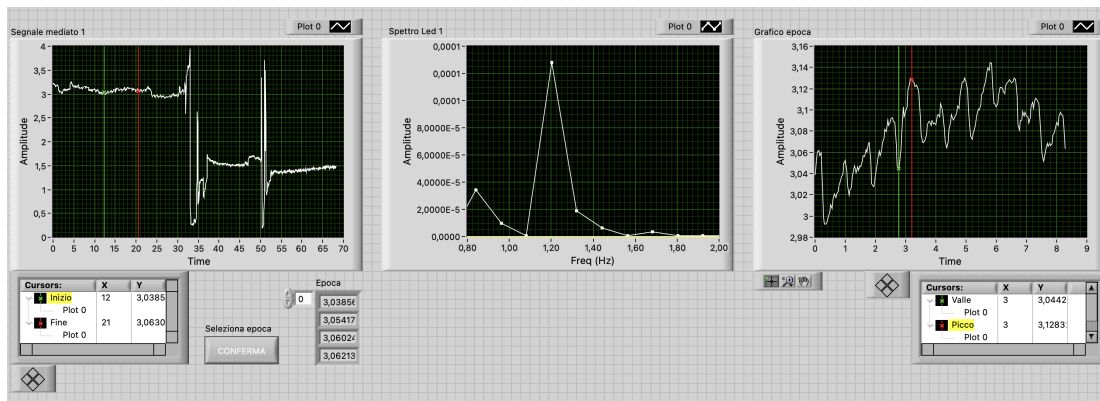 Segnale mediato 1
Plot 0
4
3,5
3
2,5
2
1,5
1
0,5
0
Amplitude
0 5 10 15 20 25 30 35 40 45 50 55 60 65 70
Time
Cursors: X Y
Inizio 12 3,0385
Plot 0
Fine 21 3,0630
Plot 0
Seleziona epoca
CONFERMA
Epoca
0
3,03856
3,05417
3,06024
3,06213
Spettro Led 1
Plot 0
0,0001
0,0001
0,0001
8,0000E-5
6,0000E-5
4,0000E-5
2,0000E-5
0,0000
Amplitude
0,80 1,00 1,20 1,40 1,60 1,80 2,00
Freq (Hz)
Grafico epoca
Plot 0
3,16
3,14
3,12
3,1
3,08
3,06
3,04
3,02
3
2,98
Amplitude
0 1 2 3 4 5 6 7 8 9
Time
Cursors: X Y
Valle 3 3,0442
Plot 0
Picco 3 3,1283
Plot 0